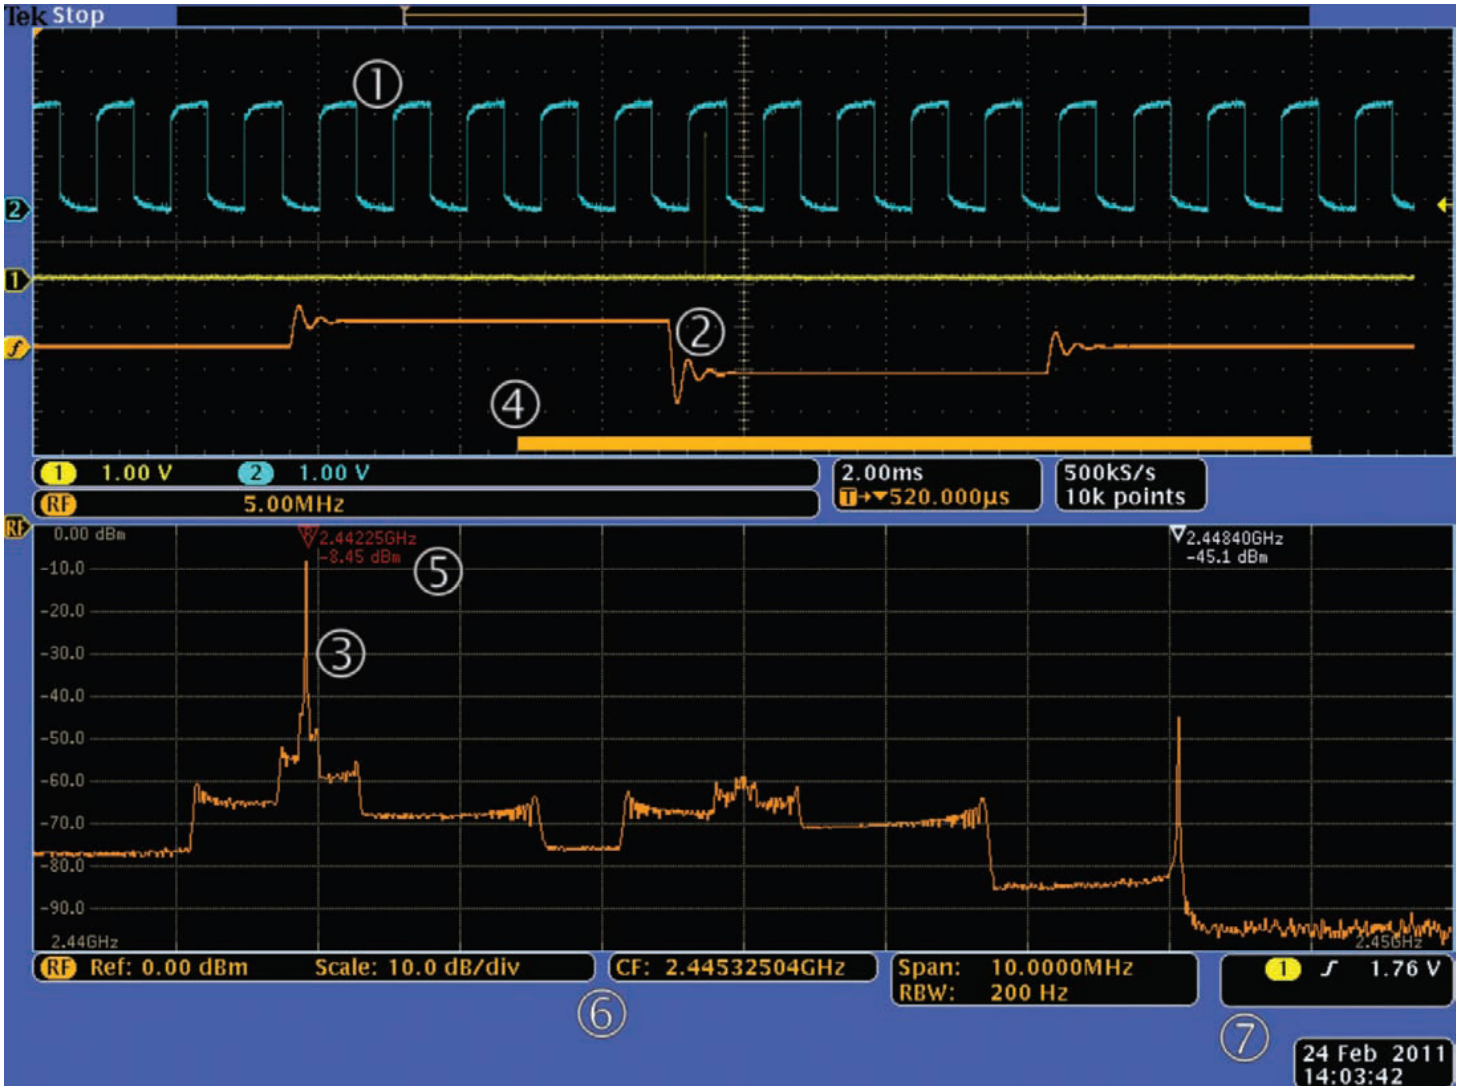 Tek Stop
①
2
1
②
f
④
1 1.00 V 2 1.00 V
RF 5.00MHz
2.00ms
T→▼520.000µs
500kS/s
10k points
RF
0.00 dBm
R
2.44225GHz
-8.45 dBm
2.44840GHz
-45.1 dBm
⑤
-10.0
-20.0
③
-30.0
-40.0
-50.0
-60.0
-70.0
-80.0
-90.0
2.44GHz
2.45GHz
RF Ref: 0.00 dBm Scale: 10.0 dB/div
CF: 2.44532504GHz
Span: 10.0000MHz
RBW: 200 Hz
1 ∫ 1.76 V
⑥
⑦
24 Feb 2011
14:03:42